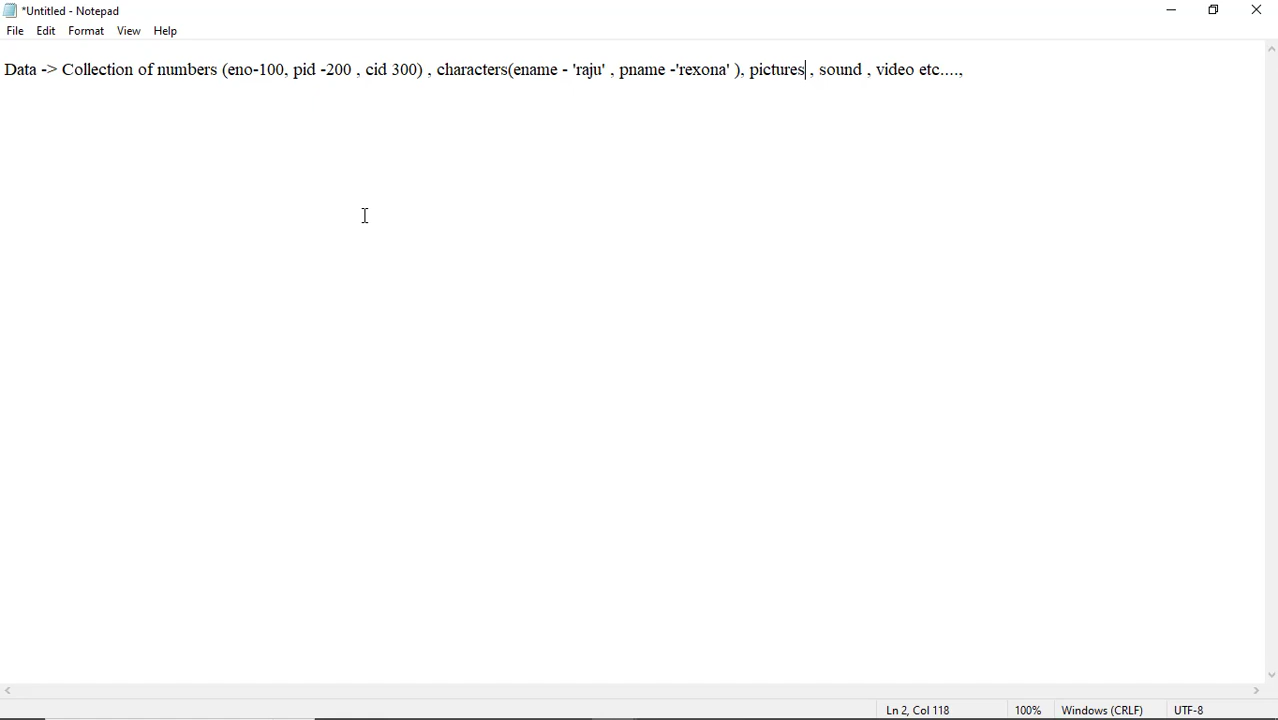 *Untitled - Notepad
File Edit Format View Help
Data -> Collection of numbers (eno-100, pid -200 , cid 300) , characters(ename - 'raju' , pname -'rexona' ), pictures , sound , video etc....,
Ln 2, Col 118 100% Windows (CRLF) UTF-8